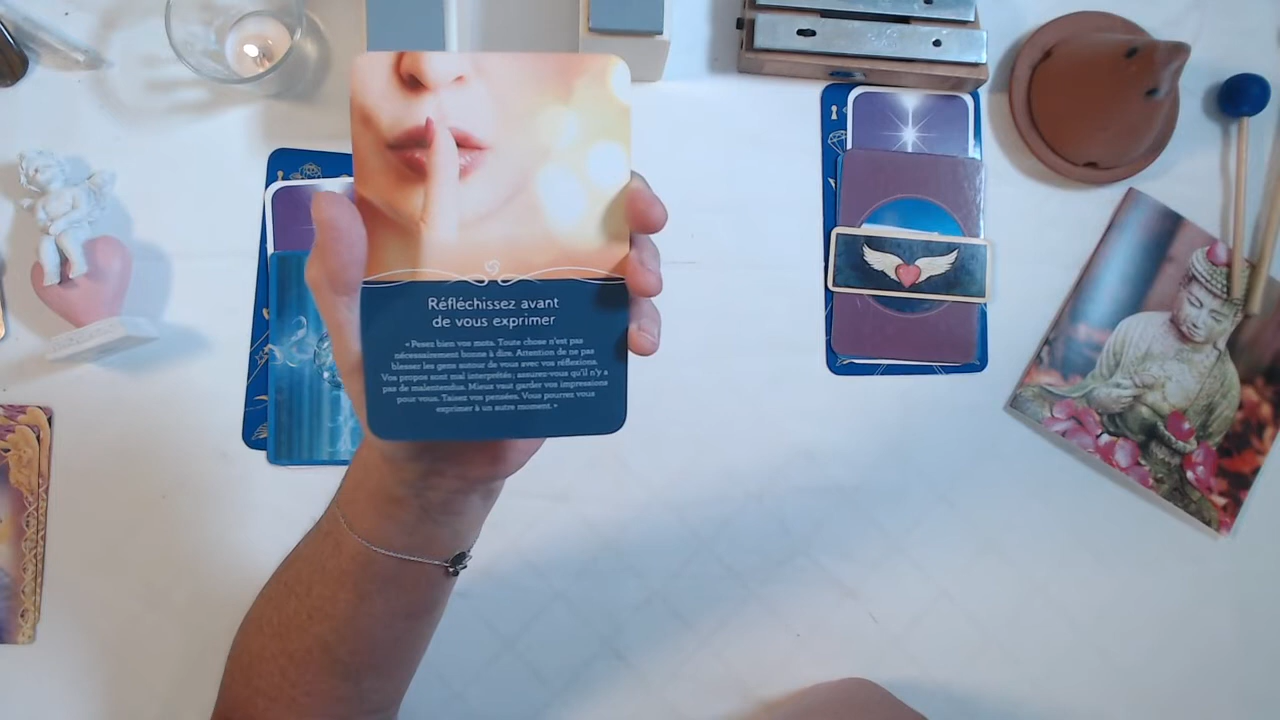 Réfléchissez avant
de vous exprimer
« Pesez bien vos mots. Toute chose n'est pas
nécessairement bonne à dire. Attention de ne pas
blesser les gens autour de vous avec vos réflexions.
Vos propos sont mal interprétés; assurez-vous qu'il n'y a
pas de malentendus. Mieux vaut garder vos impressions
pour vous. Taisez vos pensées. Vous pourrez vous
exprimer à un autre moment. »